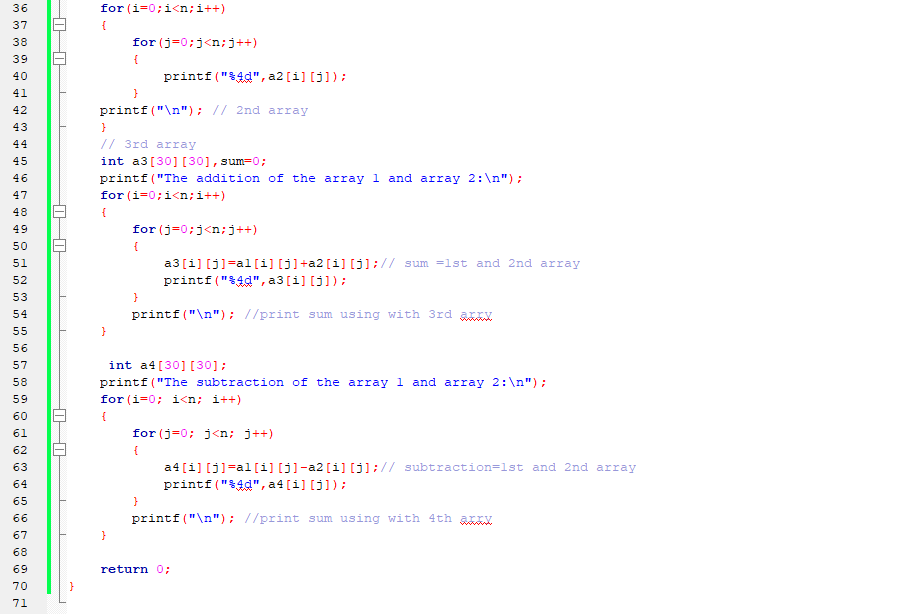 36 for(i=0;i<n;i++)
37 {
38 for(j=0;j<n;j++)
39 {
40 printf("%4d",a2[i][j]);
41 }
42 printf("\n"); // 2nd array
43 }
44 // 3rd array
45 int a3[30][30],sum=0;
46 printf("The addition of the array 1 and array 2:\n");
47 for(i=0;i<n;i++)
48 {
49 for(j=0;j<n;j++)
50 {
51 a3[i][j]=a1[i][j]+a2[i][j];// sum =1st and 2nd array
52 printf("%4d",a3[i][j]);
53 }
54 printf("\n"); //print sum using with 3rd arry
55 }
56
57 int a4[30][30];
58 printf("The subtraction of the array 1 and array 2:\n");
59 for(i=0; i<n; i++)
60 {
61 for(j=0; j<n; j++)
62 {
63 a4[i][j]=a1[i][j]-a2[i][j];// subtraction=1st and 2nd array
64 printf("%4d",a4[i][j]);
65 }
66 printf("\n"); //print sum using with 4th arry
67 }
68
69 return 0;
70 }
71